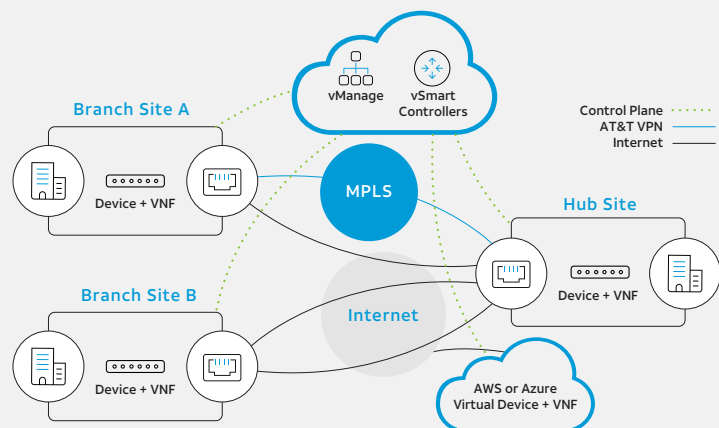 vManage
vSmart
Controllers
Control Plane
AT&T VPN
Internet
Branch Site A
Device + VNF
MPLS
Hub Site
Device + VNF
Branch Site B
Internet
Device + VNF
AWS or Azure
Virtual Device + VNF